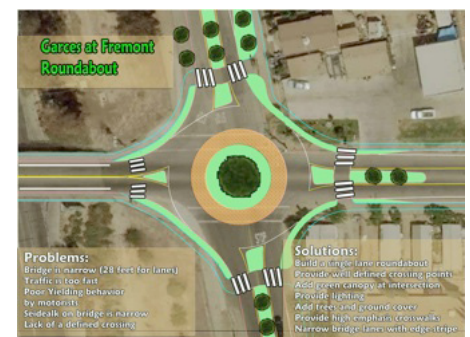 Garces at Fremont
Roundabout
Problems:
Bridge is narrow (28 feet for lanes)
Traffic is too fast
Poor Yielding behavior
by motorists
Seidealk on bridge is narrow
Lack of a defined crossing
Solutions:
Build a single lane roundabout
Provide well defined crossing points
Add green canopy at intersection
Provide lighting
Add trees and ground cover
Provide high emphasis crosswalks
Narrow bridge lanes with edge stripe